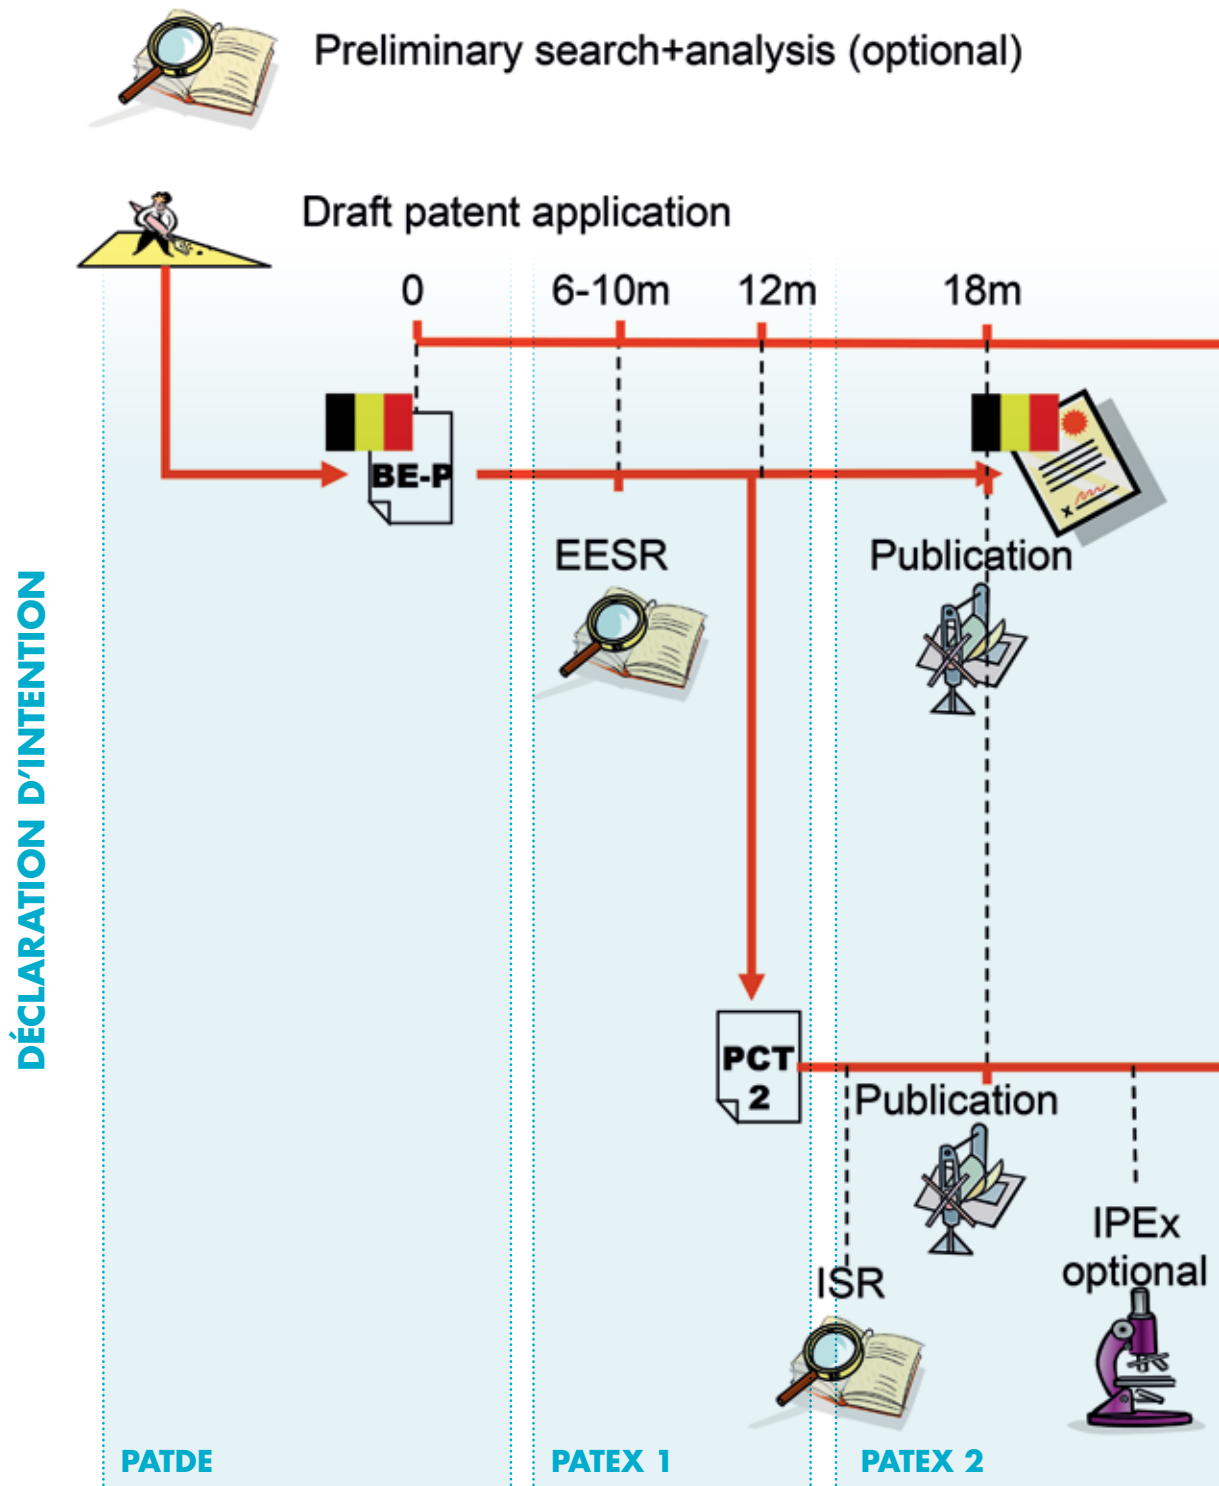 Preliminary search+analysis (optional)
Draft patent application
0
6-10m
12m
18m
BE-P
EESR
Publication
DÉCLARATION D'INTENTION
PCT
2
Publication
IPEx
optional
ISR
PATDE
PATEX 1
PATEX 2